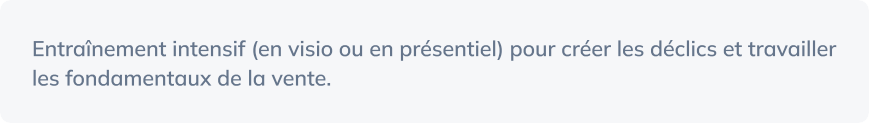 Entraînement intensif (en visio ou en présentiel) pour créer les déclics et travailler
les fondamentaux de la vente.